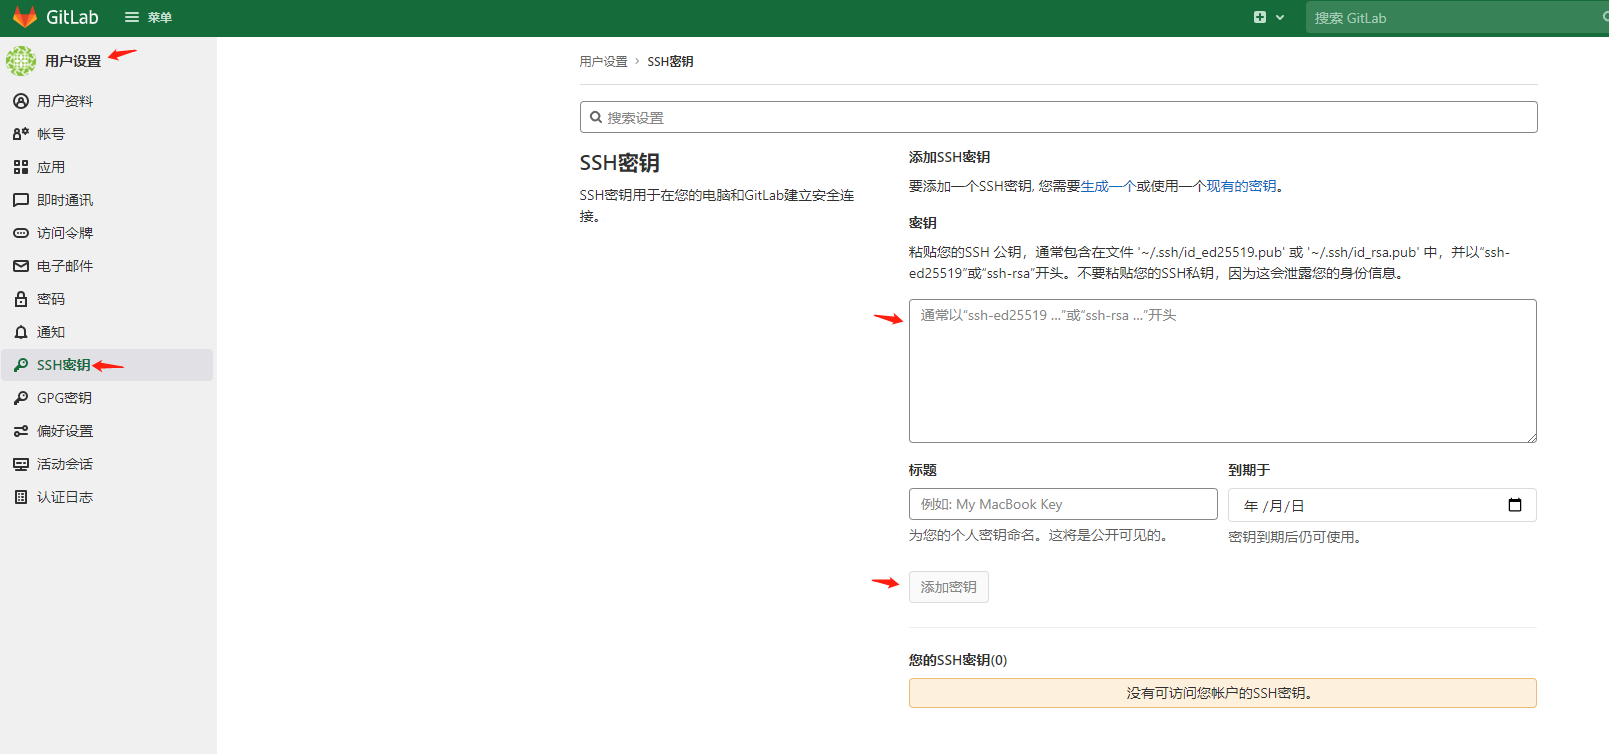 GitLab
菜单
搜索 GitLab
用户设置
用户资料
帐号
应用
即时通讯
访问令牌
电子邮件
密码
通知
SSH密钥
GPG密钥
偏好设置
活动会话
认证日志
用户设置 › SSH密钥
搜索设置
SSH密钥
SSH密钥用于在您的电脑和GitLab建立安全连
接。
添加SSH密钥
要添加一个SSH密钥, 您需要生成一个或使用一个现有的密钥。
密钥
粘贴您的SSH 公钥，通常包含在文件 '~/.ssh/id_ed25519.pub' 或 '~/.ssh/id_rsa.pub' 中，并以“ssh-
ed25519”或“ssh-rsa”开头。不要粘贴您的SSH私钥，因为这会泄露您的身份信息。
通常以“ssh-ed25519 ...”或“ssh-rsa ...”开头
标题
到期于
例如: My MacBook Key
年 /月/日
为您的个人密钥命名。这将是公开可见的。
密钥到期后仍可使用。
添加密钥
您的SSH密钥(0)
没有可访问您帐户的SSH密钥。